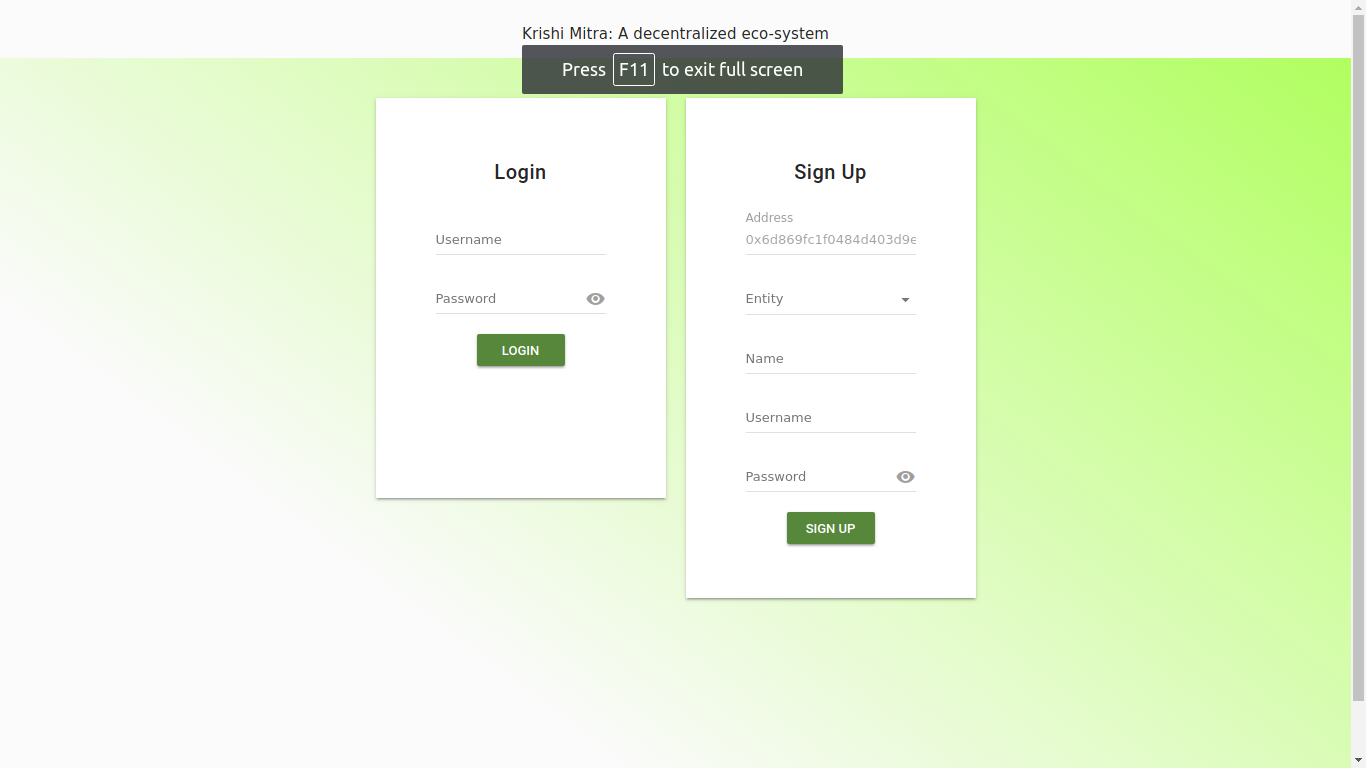 Krishi Mitra: A decentralized eco-system
Press F11 to exit full screen
Login
Username
Password
LOGIN
Sign Up
Address
0x6d869fc1f0484d403d9e
Entity
Name
Username
Password
SIGN UP